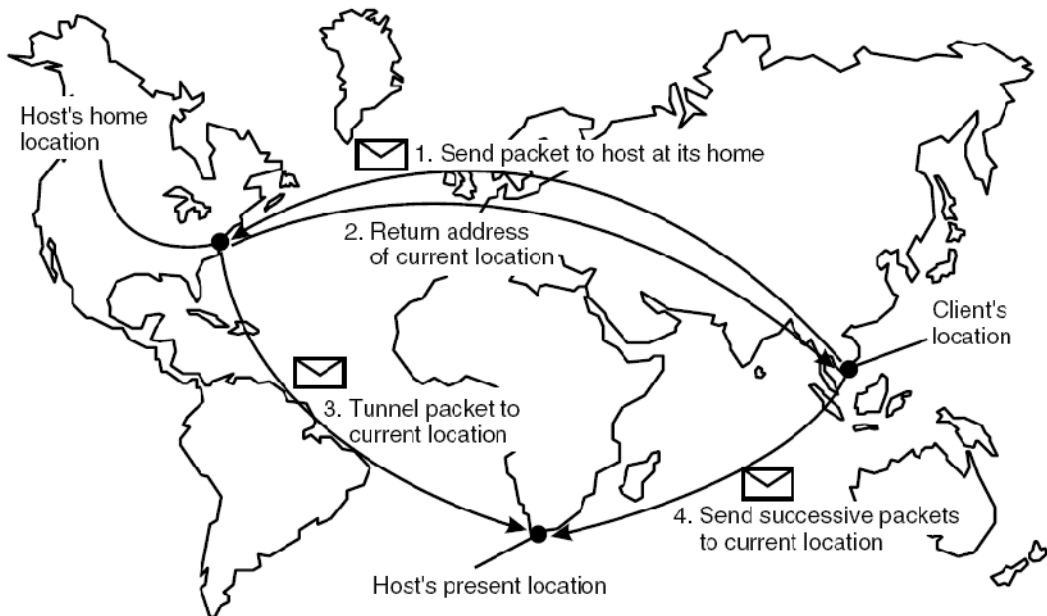 Host's home
location
1. Send packet to host at its home
2. Return address
of current location
Client's
location
3. Tunnel packet to
current location
4. Send successive packets
to current location
Host's present location